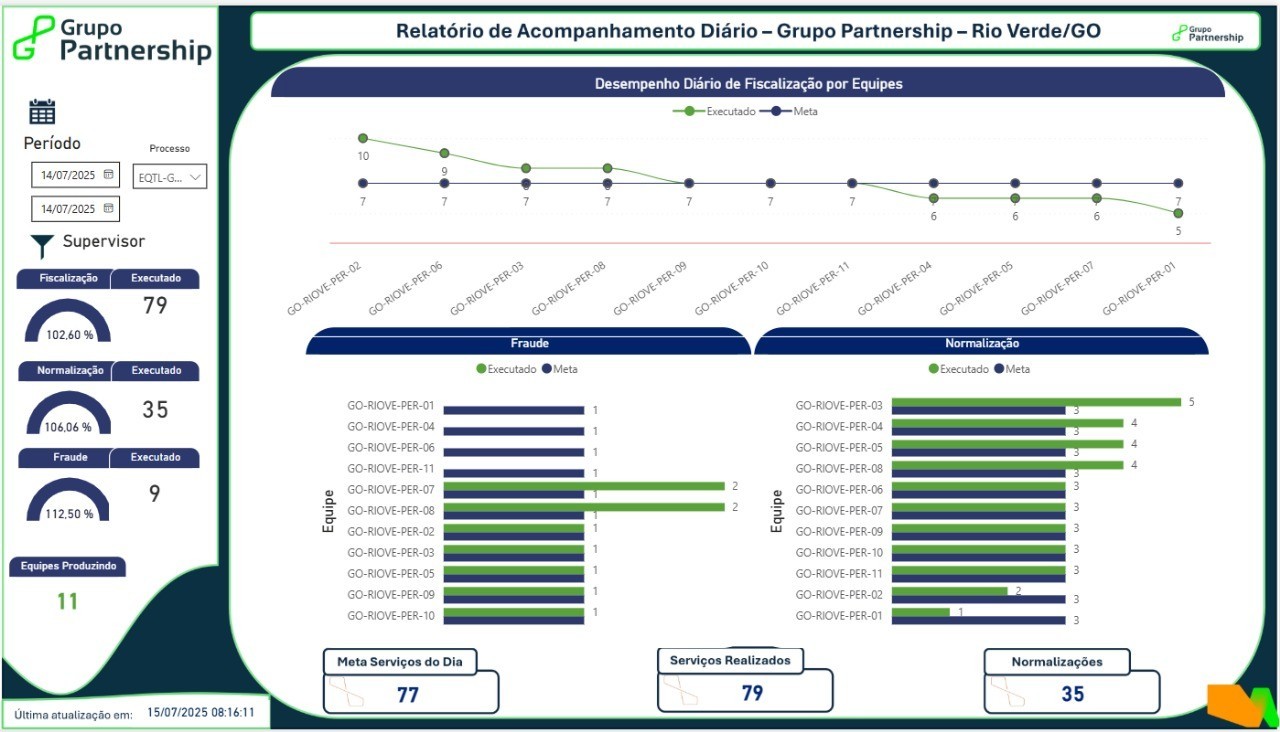 Grupo
Partnership
Relatório de Acompanhamento Diário – Grupo Partnership – Rio Verde/GO
Grupo
Partnership
Período
Processo
14/07/2025
EQTL-G...
14/07/2025
Supervisor
Fiscalização Executado
79
102,60 %
Normalização Executado
35
106,06 %
Fraude Executado
9
112,50 %
Equipes Produzindo
11
Última atualização em: 15/07/2025 08:16:11
Desempenho Diário de Fiscalização por Equipes
Executado Meta
10
9
7 7 7 7 7 7 7 7 7 7 7
6 6 6 5
GO-RIOVE-PER-02
GO-RIOVE-PER-06
GO-RIOVE-PER-03
GO-RIOVE-PER-08
GO-RIOVE-PER-09
GO-RIOVE-PER-10
GO-RIOVE-PER-11
GO-RIOVE-PER-04
GO-RIOVE-PER-05
GO-RIOVE-PER-07
GO-RIOVE-PER-01
Fraude
Executado Meta
Equipe
GO-RIOVE-PER-01 1
GO-RIOVE-PER-04 1
GO-RIOVE-PER-06 1
GO-RIOVE-PER-11 1
GO-RIOVE-PER-07 2 1
GO-RIOVE-PER-08 2 1
GO-RIOVE-PER-02 1
GO-RIOVE-PER-03 1
GO-RIOVE-PER-05 1
GO-RIOVE-PER-09 1
GO-RIOVE-PER-10 1
Normalização
Executado Meta
Equipe
GO-RIOVE-PER-03 5 3
GO-RIOVE-PER-04 4 3
GO-RIOVE-PER-05 4 3
GO-RIOVE-PER-08 4 3
GO-RIOVE-PER-06 3
GO-RIOVE-PER-07 3
GO-RIOVE-PER-09 3
GO-RIOVE-PER-10 3
GO-RIOVE-PER-11 3
GO-RIOVE-PER-02 2 3
GO-RIOVE-PER-01 1 3
Meta Serviços do Dia
77
Serviços Realizados
79
Normalizações
35